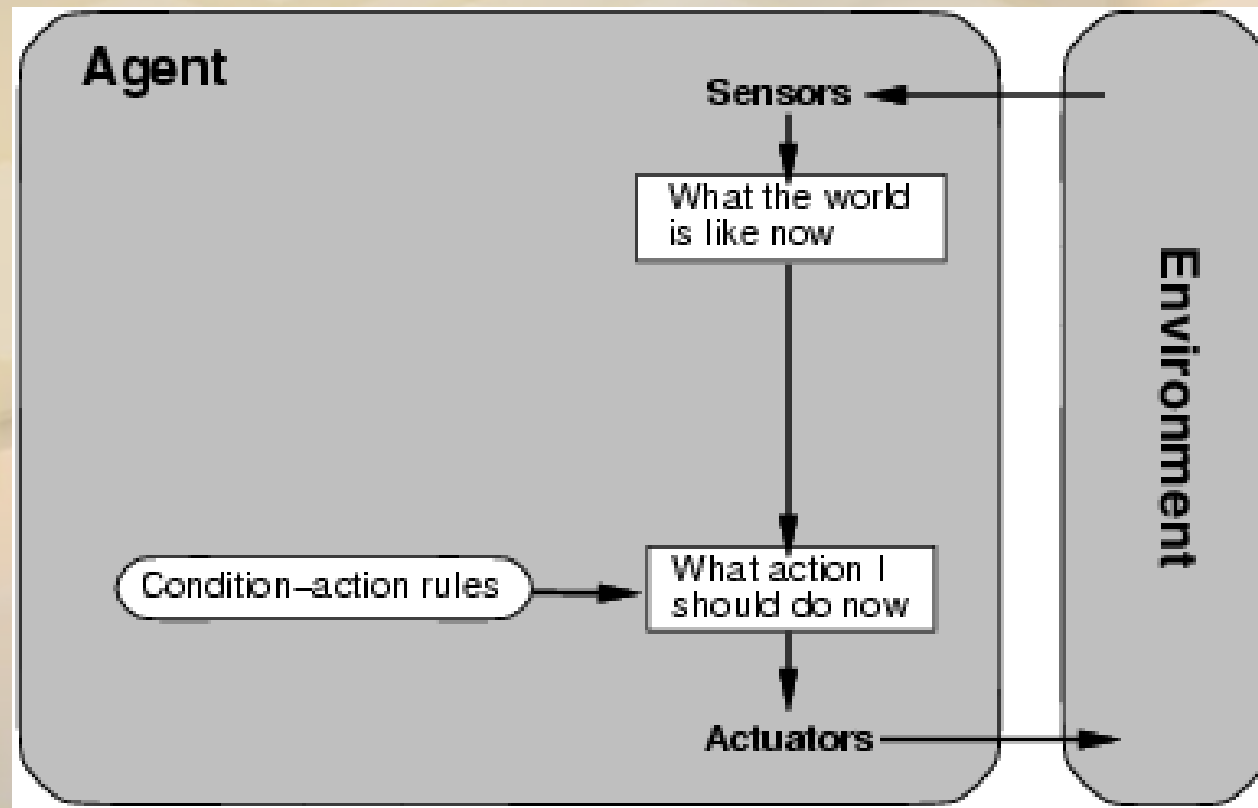 Agent
Sensors
What the world
is like now
Environment
Condition–action rules
What action I
should do now
Actuators